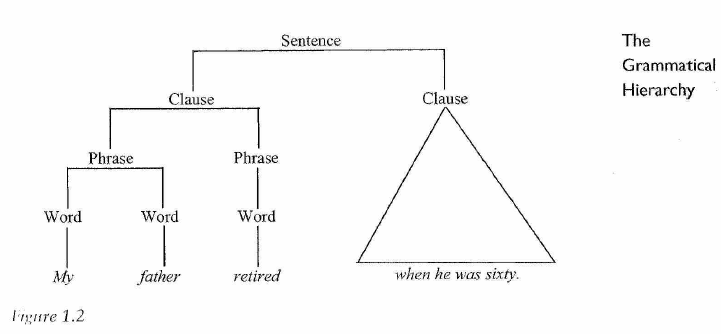 Sentence
The
Grammatical
Hierarchy
Clause Clause
Phrase Phrase
Word Word Word
My father retired when he was sixty.
Figure 1.2